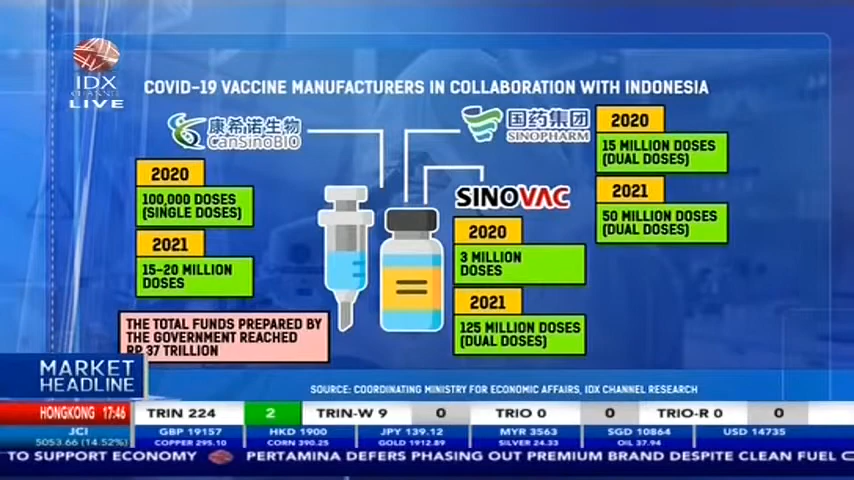 IDX
CHANNEL
LIVE
COVID-19 VACCINE MANUFACTURERS IN COLLABORATION WITH INDONESIA
康希诺生物
CanSinoBIO
2020
100,000 DOSES
(SINGLE DOSES)
2021
15-20 MILLION
DOSES
国药集团
SINOPHARM
2020
15 MILLION DOSES
(DUAL DOSES)
2021
50 MILLION DOSES
(DUAL DOSES)
SINOVAC
2020
3 MILLION
DOSES
2021
125 MILLION DOSES
(DUAL DOSES)
THE TOTAL FUNDS PREPARED BY
THE GOVERNMENT REACHED
RP 37 TRILLION
MARKET
HEADLINE
SOURCE: COORDINATING MINISTRY FOR ECONOMIC AFFAIRS, IDX CHANNEL RESEARCH
HONGKONG 17:46 TRIN 224 2 TRIN-W 9 0 TRIO 0 0 TRIO-R 0 0
JCI GBP 19157 HKD 1900 JPY 139.12 MYR 3563 SGD 10864 USD 14735
5053.66 (14.52%) COPPER 295.10 CORN 390.25 GOLD 1912.89 SILVER 24.33 OIL 37.94
TO SUPPORT ECONOMY PERTAMINA DEFERS PHASING OUT PREMIUM BRAND DESPITE CLEAN FUEL C